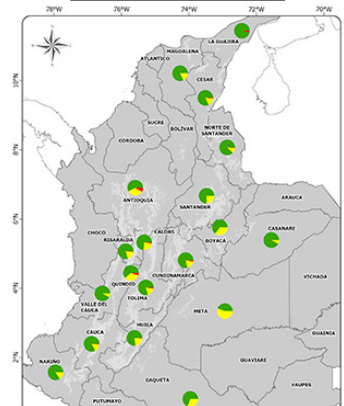 78°W 76°W 74°W 72°W 70°W
LA GUAJIRA
MAGDALENA
ATLANTICO
CESAR
10°N
SUCRE
BOLÍVAR
NORTE DE
SANTANDER
CORDOBA
8°N
ANTIOQUIA
SANTANDER
ARAUCA
6°N
CHOCÓ
CALDAS
RISARALDA
BOYACA
CASANARE
CUNDINAMARCA
QUINDIO
VICHADA
4°N
TOLIMA
VALLE DEL
CAUCA
META
HUILA
GUAINIA
CAUCA
2°N
NARIÑO
GUAVIARE
CAQUETA
VAUPES
PUTUMAYO